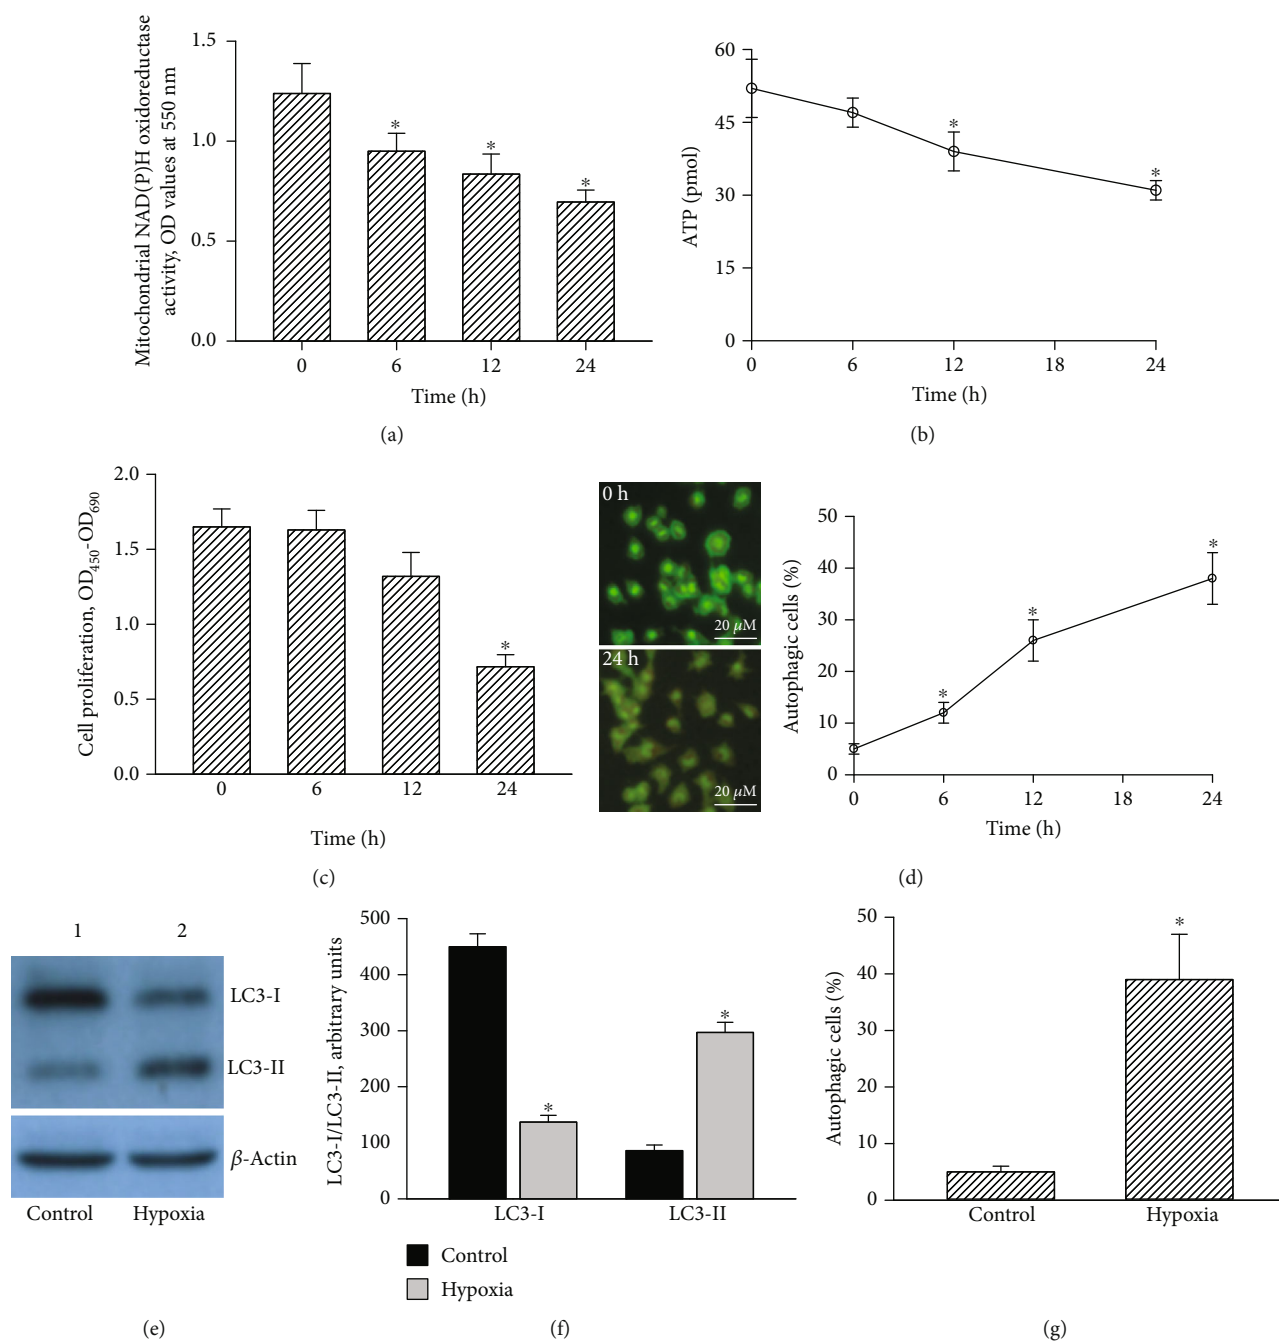 Mitochondrial NAD(P)H oxidoreductase
activity, OD values at 550 nm
1.5
1.0
0.5
0.0
*
*
*
0 6 12 24
Time (h)
(a)
ATP (pmol)
60
45
30
15
0
*
*
0 6 12 18 24
Time (h)
(b)
Cell proliferation, OD450-OD690
2.0
1.5
1.0
0.5
0.0
*
0 6 12 24
Time (h)
(c)
0 h
20 μM
24 h
20 μM
Autophagic cells (%)
50
40
30
20
10
0
*
*
*
0 6 12 18 24
Time (h)
(d)
1 2
LC3-I
LC3-II
β-Actin
Control Hypoxia
(e)
LC3-I/LC3-II, arbitrary units
500
400
300
200
100
0
*
*
LC3-I LC3-II
Control
Hypoxia
(f)
Autophagic cells (%)
50
40
30
20
10
0
*
Control Hypoxia
(g)